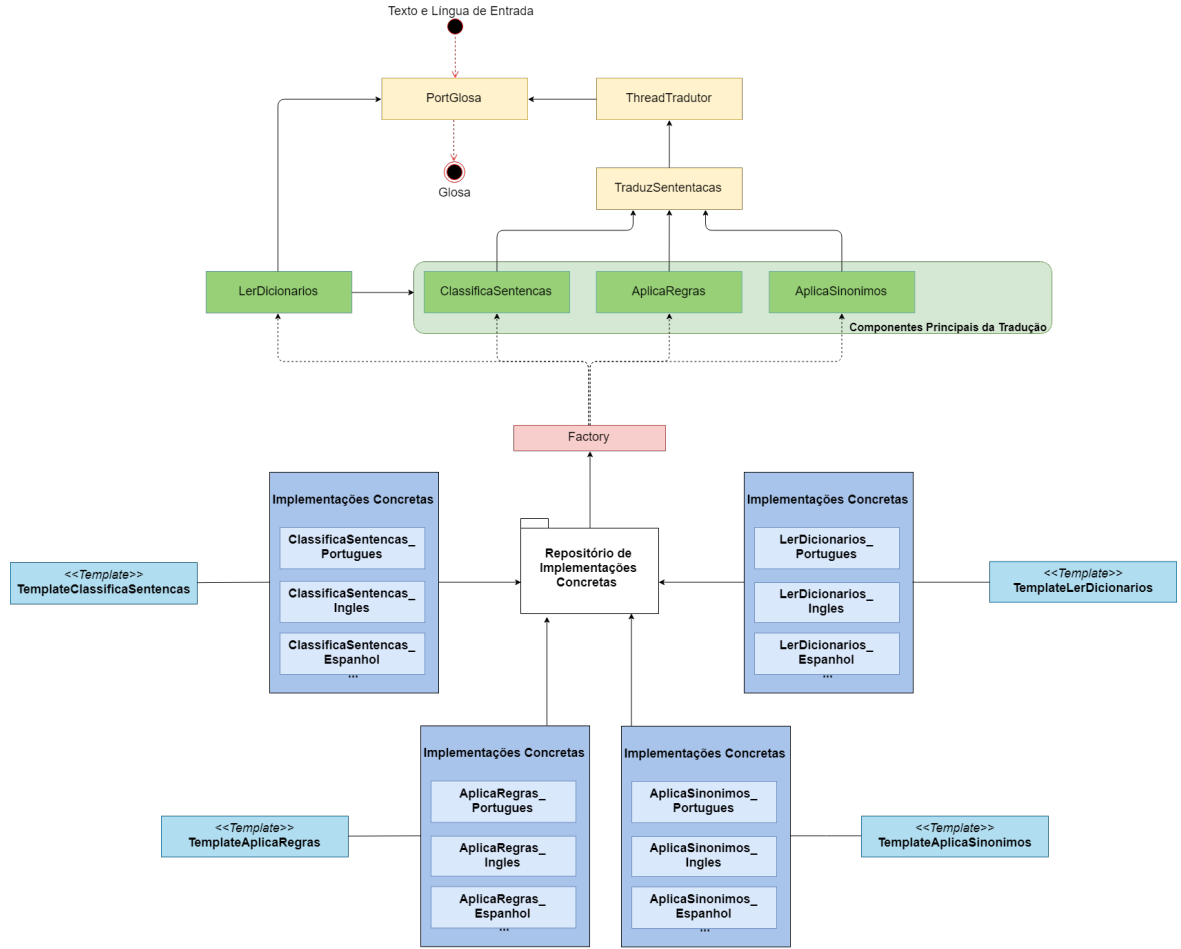 Texto e Língua de Entrada
PortGlosa
ThreadTradutor
Glosa
TraduzSententacas
LerDicionarios
ClassificaSentencas
AplicaRegras
AplicaSinonimos
Componentes Principais da Tradução
Factory
Implementações Concretas
ClassificaSentencas_
Portugues
ClassificaSentencas_
Ingles
ClassificaSentencas_
Espanhol
...
<<Template>>
TemplateClassificaSentencas
Repositório de
Implementações
Concretas
Implementações Concretas
LerDicionarios_
Portugues
LerDicionarios_
Ingles
LerDicionarios_
Espanhol
...
<<Template>>
TemplateLerDicionarios
Implementações Concretas
AplicaRegras_
Portugues
AplicaRegras_
Ingles
AplicaRegras_
Espanhol
...
<<Template>>
TemplateAplicaRegras
Implementações Concretas
AplicaSinonimos_
Portugues
AplicaSinonimos_
Ingles
AplicaSinonimos_
Espanhol
...
<<Template>>
TemplateAplicaSinonimos